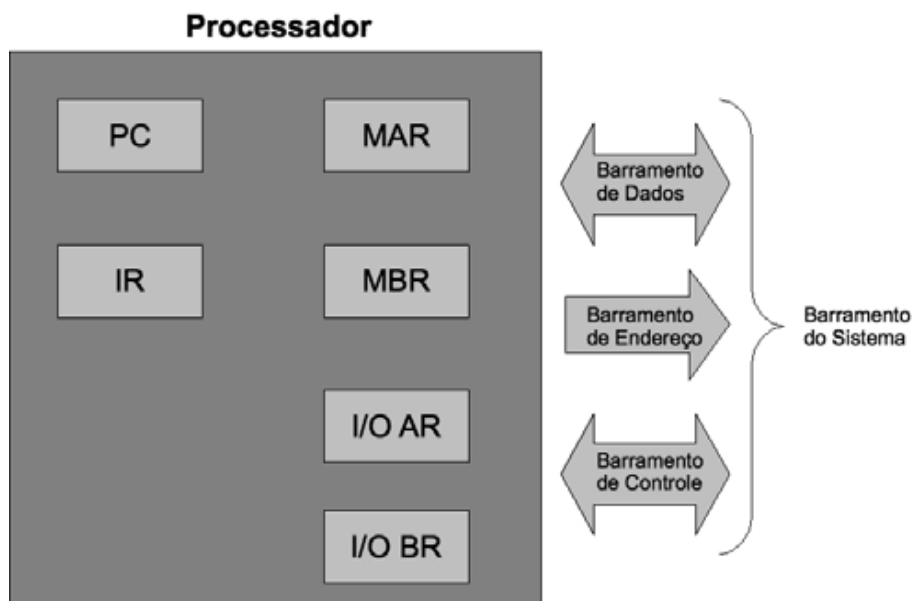 Processador
PC
MAR
Barramento
de Dados
IR
MBR
Barramento
de Endereço
Barramento
do Sistema
I/O AR
Barramento
de Controle
I/O BR